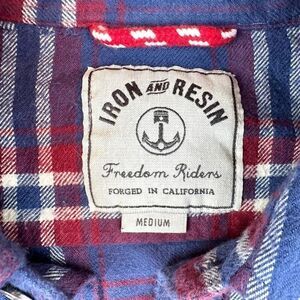 IRON AND RESIN
Freedom Riders
FORGED IN CALIFORNIA
MEDIUM